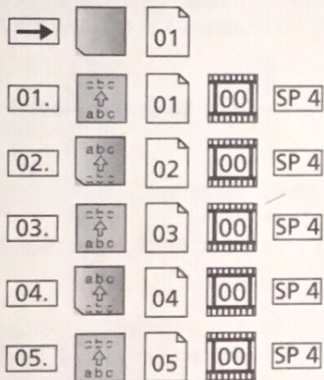 01
01. abc abc 01 00 SP 4
02. abc abc 02 00 SP 4
03. abc abc 03 00 SP 4
04. abc abc 04 00 SP 4
05. abc abc 05 00 SP 4